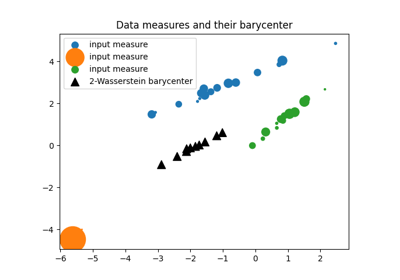 Data measures and their barycenter
input measure
input measure
input measure
2-Wasserstein barycenter
4
2
0
−2
−4
−6 −5 −4 −3 −2 −1 0 1 2